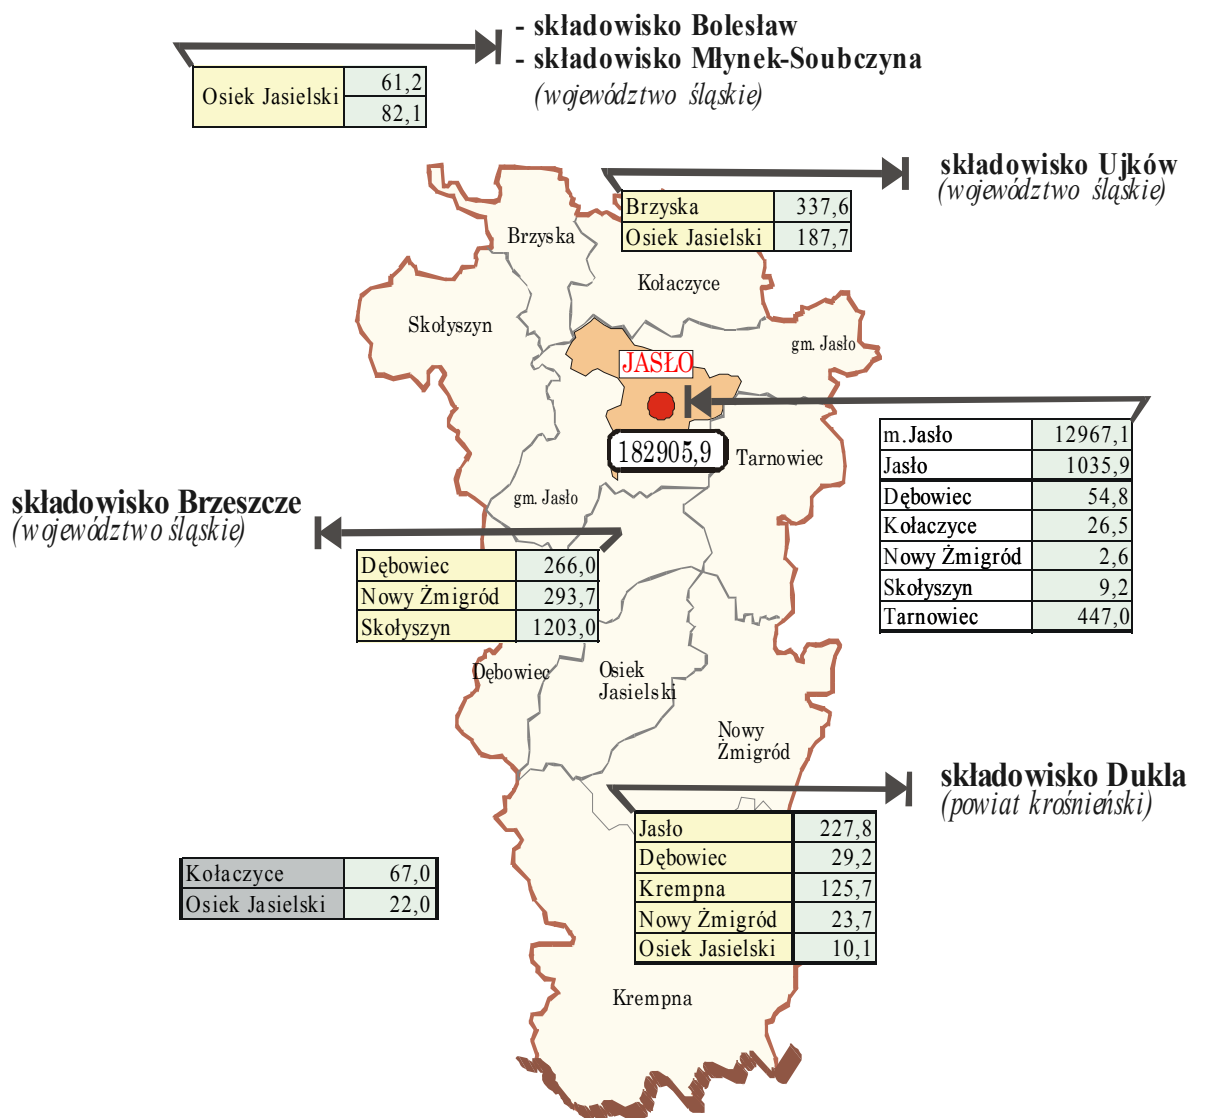 - składowisko Bolesław
- składowisko Młynek-Soubczyna
(województwo śląskie)
Osiek Jasielski 61,2
82,1
składowisko Ujków
(województwo śląskie)
Brzyska 337,6
Osiek Jasielski 187,7
Brzyska
Kołaczyce
Skołyszyn
gm. Jasło
JASŁO
182905,9
Tarnowiec
m.Jasło 12967,1
Jasło 1035,9
Dębowiec 54,8
Kołaczyce 26,5
Nowy Żmigród 2,6
Skołyszyn 9,2
Tarnowiec 447,0
gm. Jasło
składowisko Brzeszcze
(województwo śląskie)
Dębowiec 266,0
Nowy Żmigród 293,7
Skołyszyn 1203,0
Dębowiec
Osiek
Jasielski
Nowy
Żmigród
składowisko Dukla
(powiat krośnieński)
Jasło 227,8
Dębowiec 29,2
Krempna 125,7
Nowy Żmigród 23,7
Osiek Jasielski 10,1
Kołaczyce 67,0
Osiek Jasielski 22,0
Krempna